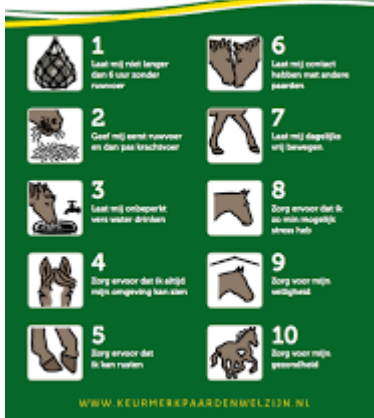 1
Laat mij niet langer
dan 6 uur zonder
ruwvoer
2
Geef mij eerst ruwvoer
en dan pas krachtvoer
3
Laat mij onbeperkt
vers water drinken
4
Zorg ervoor dat ik altijd
mijn omgeving kan zien
5
Zorg ervoor dat
ik kan rusten
6
Laat mij contact
hebben met andere
paarden
7
Laat mij dagelijks
vrij bewegen
8
Zorg ervoor dat ik
zo min mogelijk
stress heb
9
Zorg voor mijn
veiligheid
10
Zorg voor mijn
gezondheid
WWW.KEURMERKPAARDENWELZIJN.NL